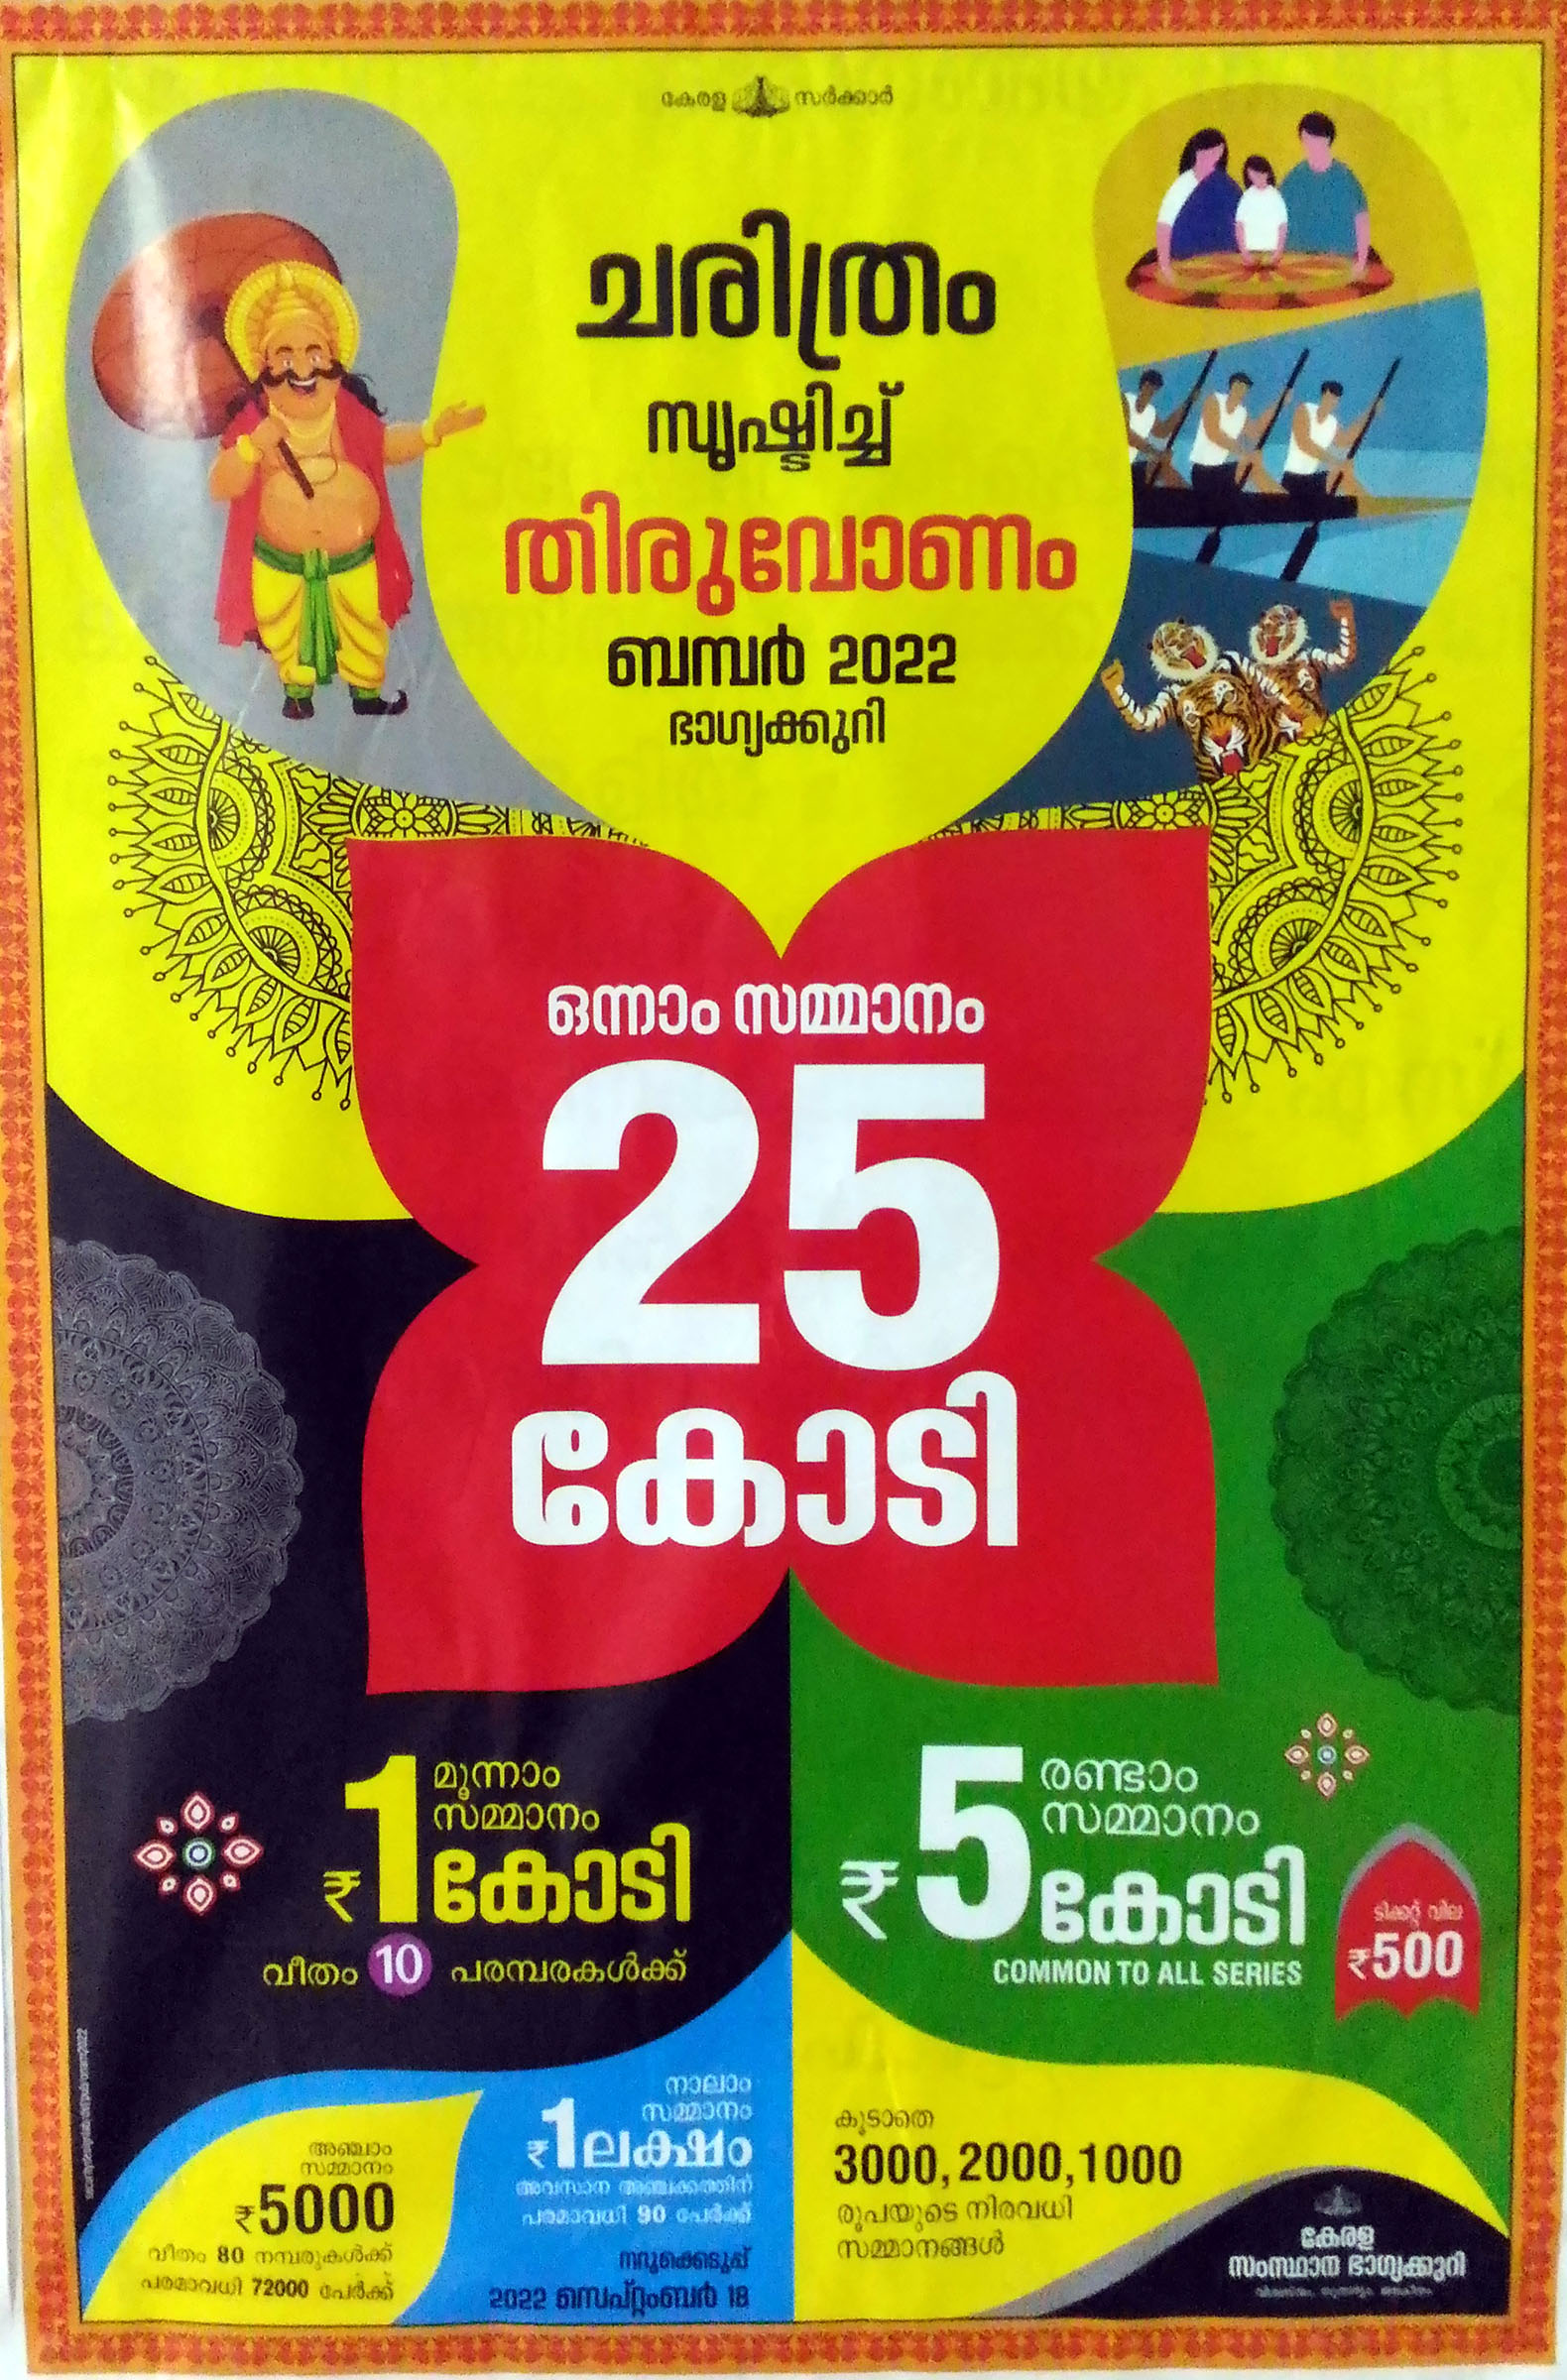 കേരള സർക്കാർ
ചരിത്രം
സൃഷ്ടിച്ച്
തിരുവോണം
ബമ്പർ 2022
ഭാഗ്യക്കുറി
ഒന്നാം സമ്മാനം
25
കോടി
മൂന്നാം
സമ്മാനം
₹1 കോടി
വീതം 10 പരമ്പരകൾക്ക്
രണ്ടാം
സമ്മാനം
₹5 കോടി
COMMON TO ALL SERIES
ടിക്കറ്റ് വില
₹500
അഞ്ചാം
സമ്മാനം
₹5000
വീതം 80 നമ്പരുകൾക്ക്
പരമാവധി 72000 പേർക്ക്
നാലാം
സമ്മാനം
₹1ലക്ഷം
അവസാന അഞ്ചക്കത്തിന്
പരമാവധി 90 പേർക്ക്
നറുക്കെടുപ്പ്
2022 സെപ്റ്റംബർ 18
കൂടാതെ
3000, 2000, 1000
രൂപയുടെ നിരവധി
സമ്മാനങ്ങൾ
കേരള
സംസ്ഥാന ഭാഗ്യക്കുറി